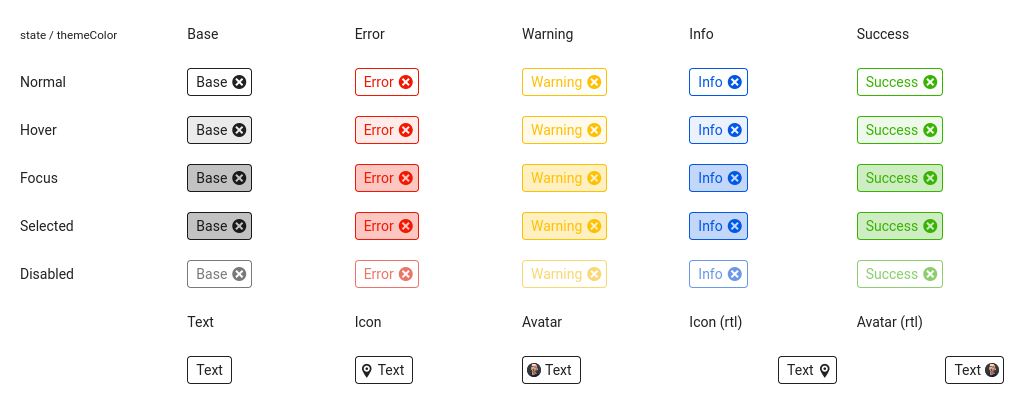 state / themeColor Base Error Warning Info Success
Normal Base Error Warning Info Success
Hover Base Error Warning Info Success
Focus Base Error Warning Info Success
Selected Base Error Warning Info Success
Disabled Base Error Warning Info Success
Text Icon Avatar Icon (rtl) Avatar (rtl)
Text Text Text Text Text